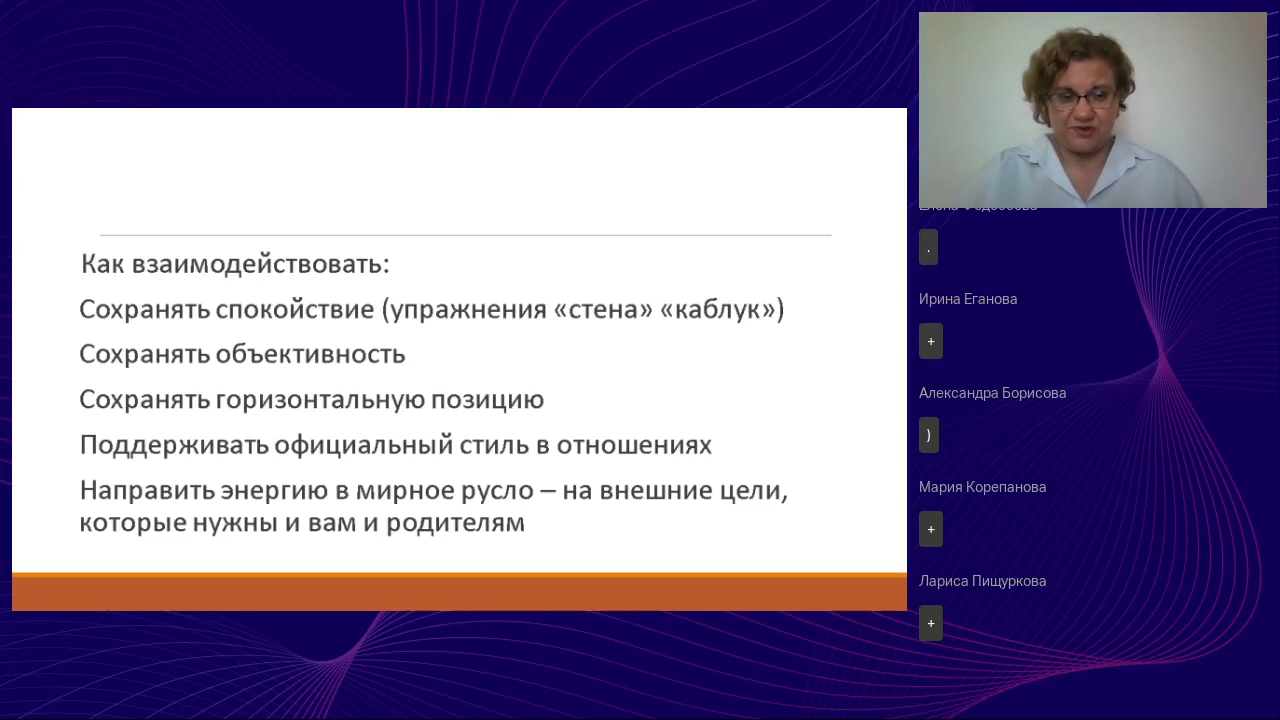 Как взаимодействовать:
Сохранять спокойствие (упражнения «стена» «каблук»)
Сохранять объективность
Сохранять горизонтальную позицию
Поддерживать официальный стиль в отношениях
Направить энергию в мирное русло – на внешние цели,
которые нужны и вам и родителям
.
Ирина Еганова
+
Александра Борисова
)
Мария Корепанова
+
Лариса Пищуркова
+